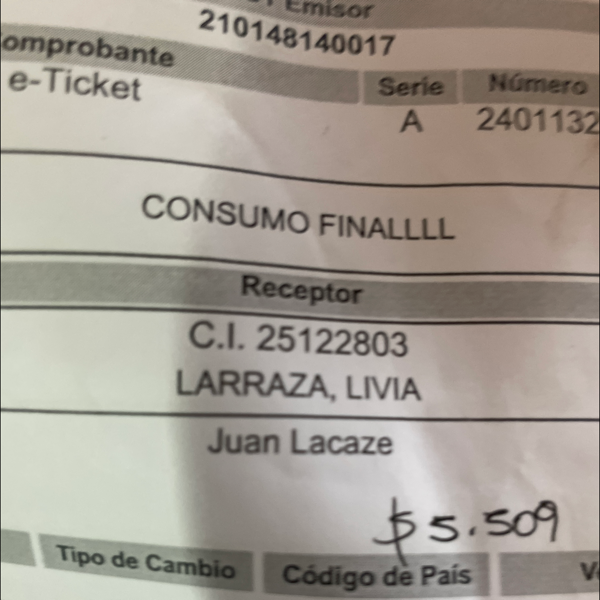 Emisor
210148140017
omprobante
e-Ticket
Serie Número
A 2401132
CONSUMO FINALLLL
Receptor
C.I. 25122803
LARRAZA, LIVIA
Juan Lacaze
$ 5.509
Tipo de Cambio Código de País